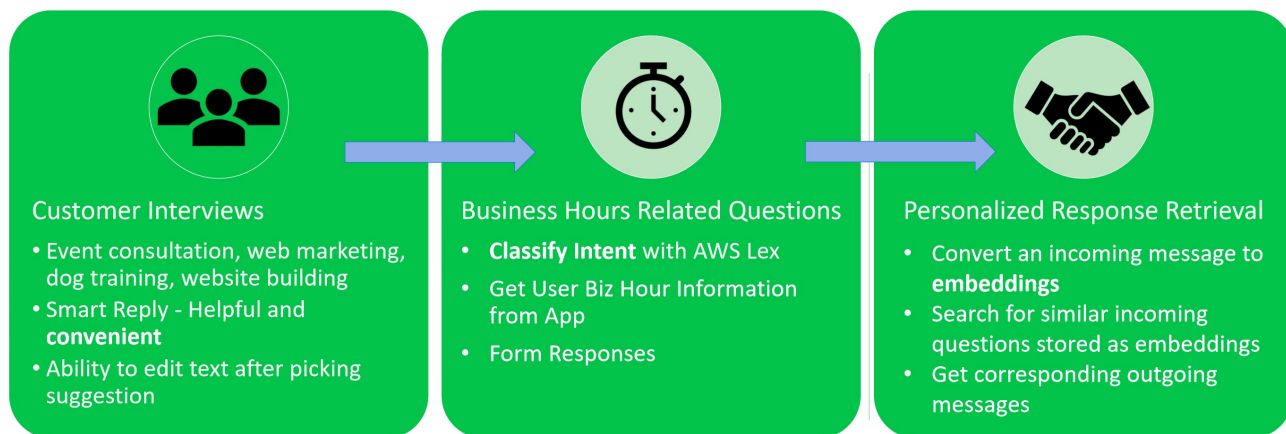 Customer Interviews
• Event consultation, web marketing,
dog training, website building
• Smart Reply - Helpful and
convenient
• Ability to edit text after picking
suggestion
Business Hours Related Questions
• Classify Intent with AWS Lex
• Get User Biz Hour Information
from App
• Form Responses
Personalized Response Retrieval
• Convert an incoming message to
embeddings
• Search for similar incoming
questions stored as embeddings
• Get corresponding outgoing
messages